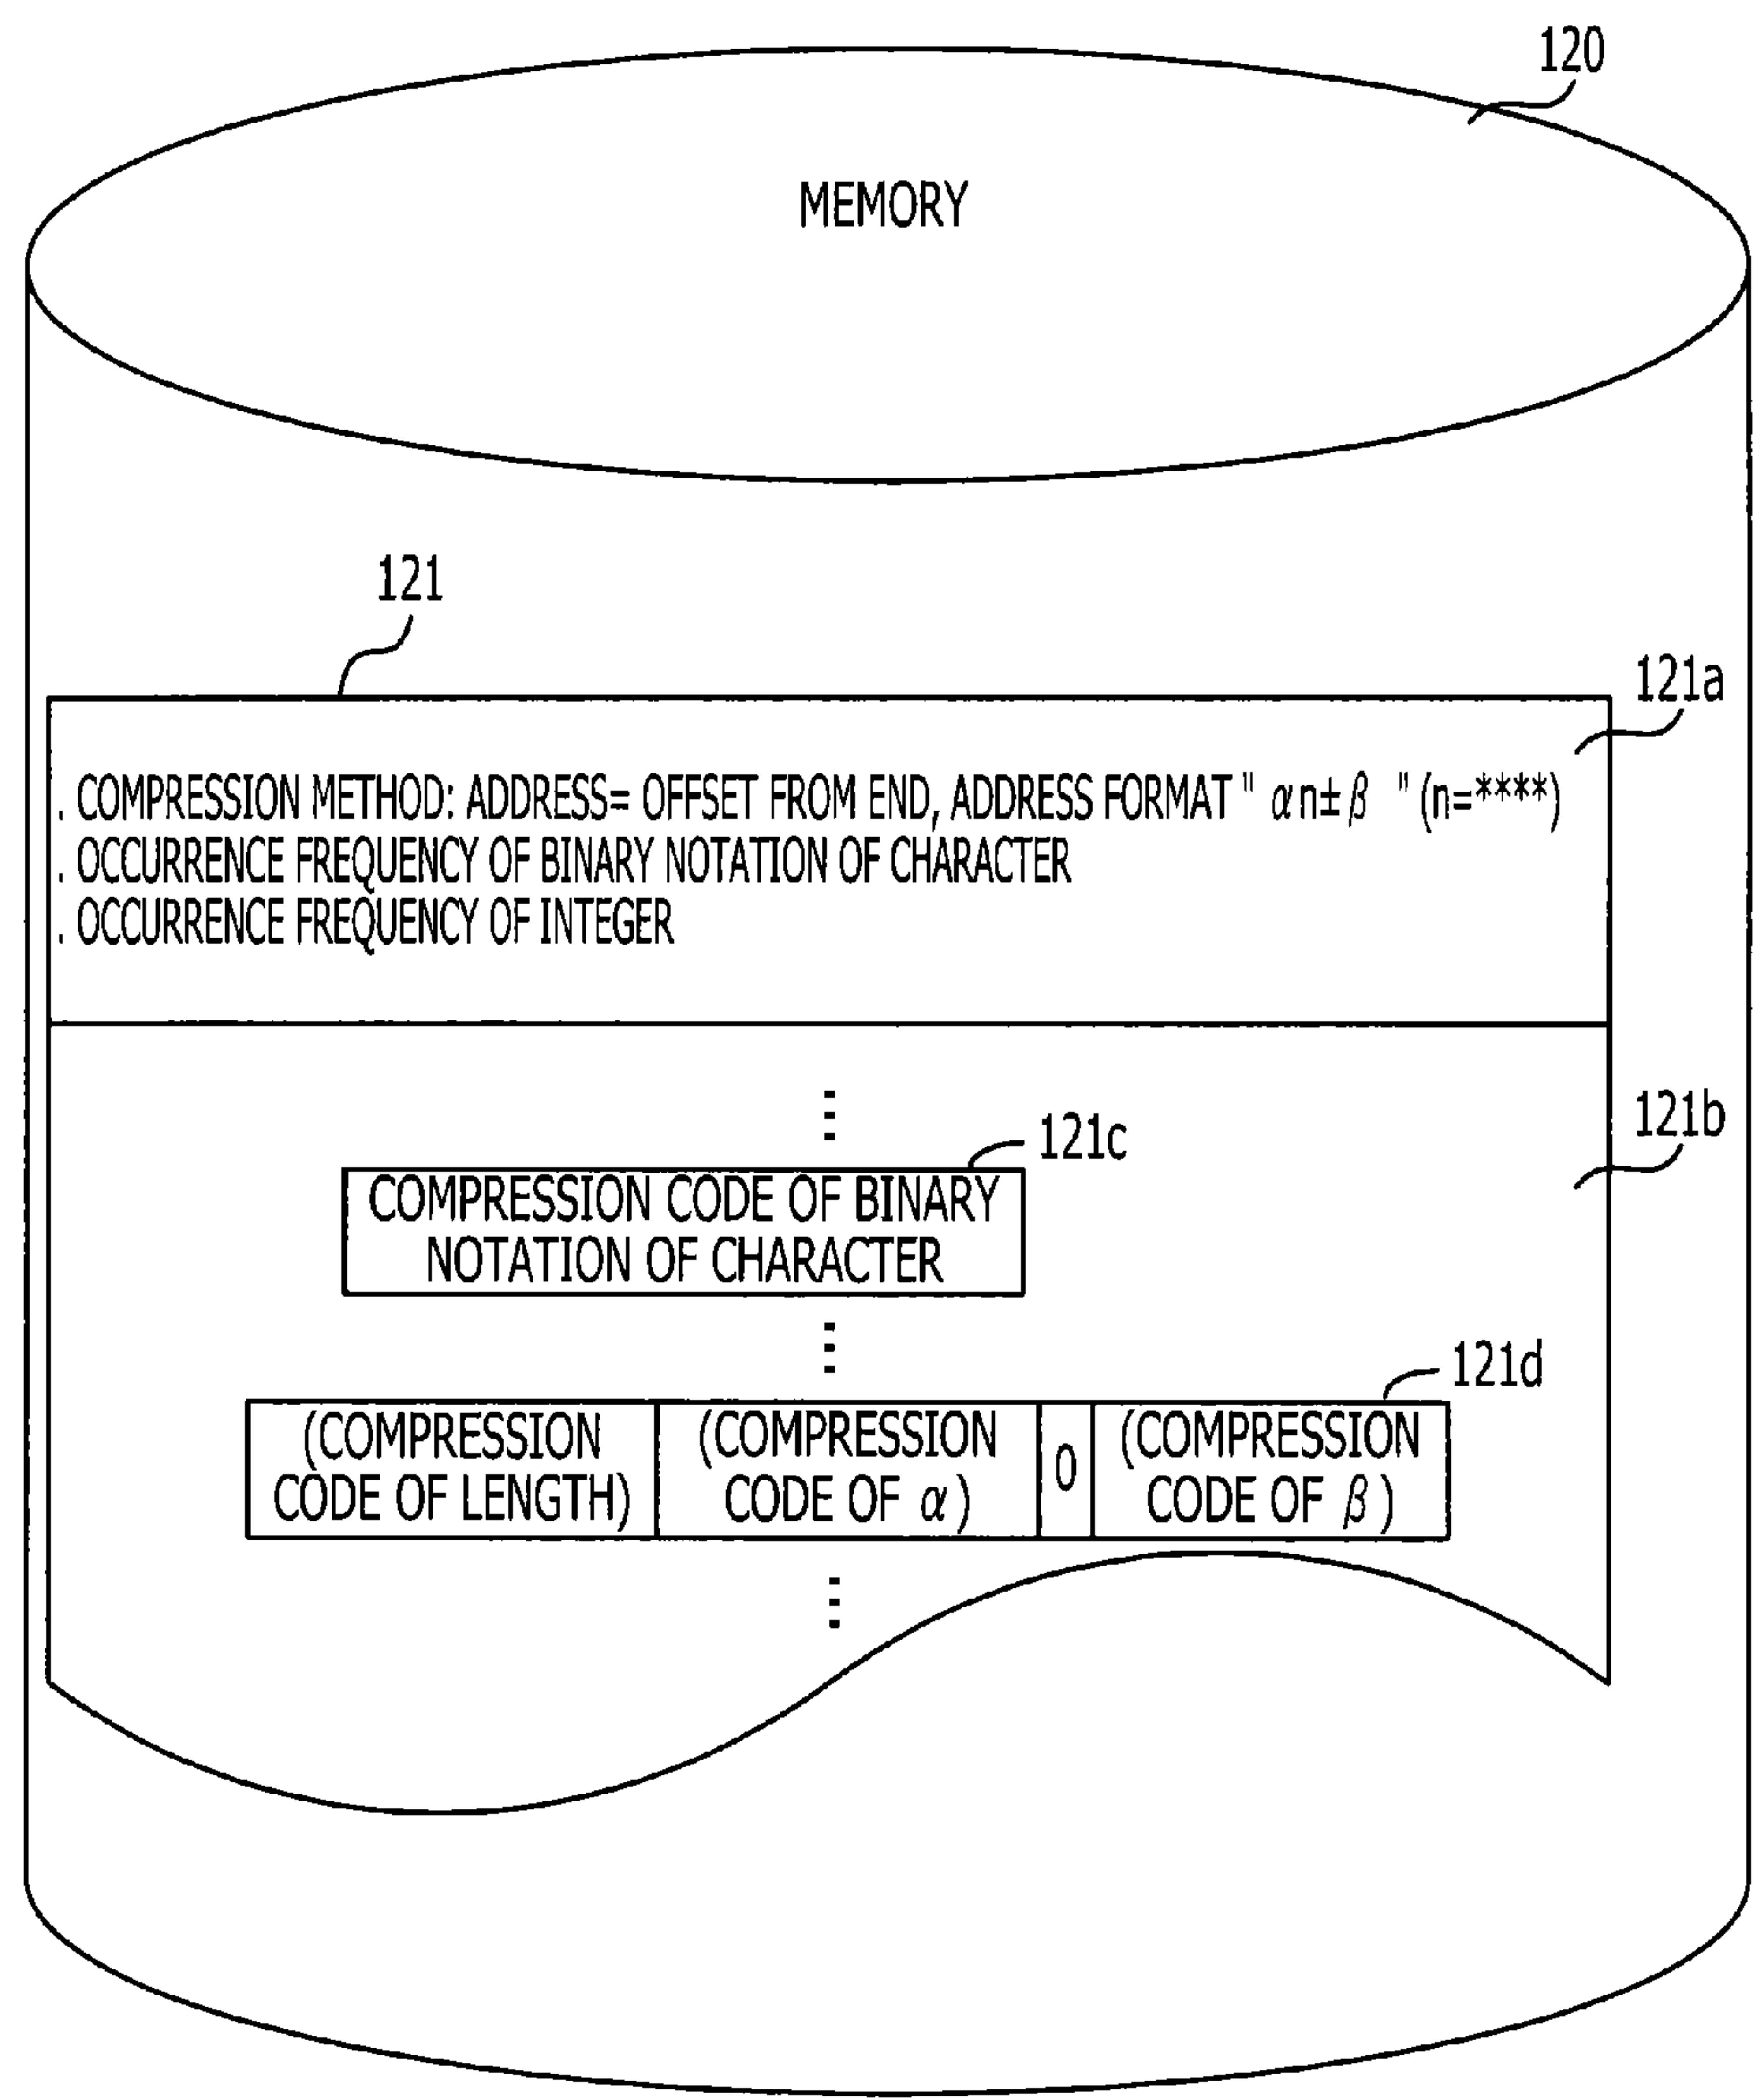 120
MEMORY
121
121a
. COMPRESSION METHOD: ADDRESS= OFFSET FROM END, ADDRESS FORMAT " αn±β " (n=****)
. OCCURRENCE FREQUENCY OF BINARY NOTATION OF CHARACTER
. OCCURRENCE FREQUENCY OF INTEGER
121b
121c
COMPRESSION CODE OF BINARY
NOTATION OF CHARACTER
121d
(COMPRESSION
CODE OF LENGTH)
(COMPRESSION
CODE OF α)
0
(COMPRESSION
CODE OF β)